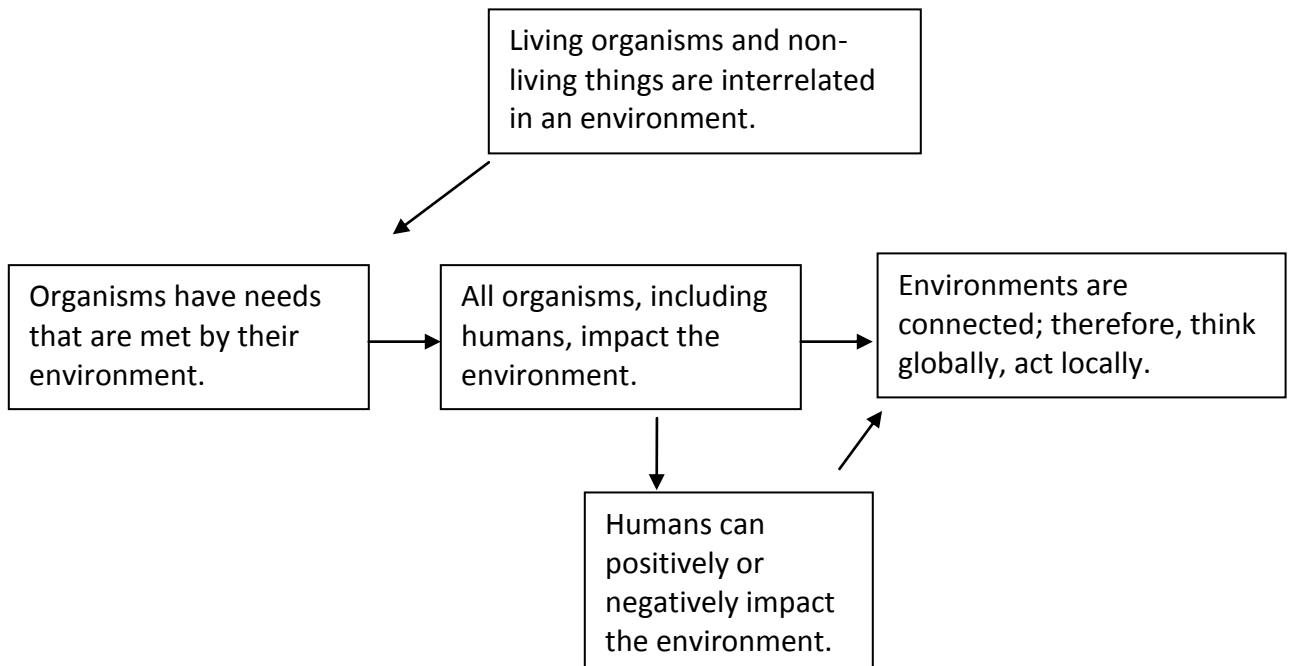 Living organisms and non-
living things are interrelated
in an environment.
Organisms have needs
that are met by their
environment.
All organisms, including
humans, impact the
environment.
Environments are
connected; therefore, think
globally, act locally.
Humans can
positively or
negatively impact
the environment.